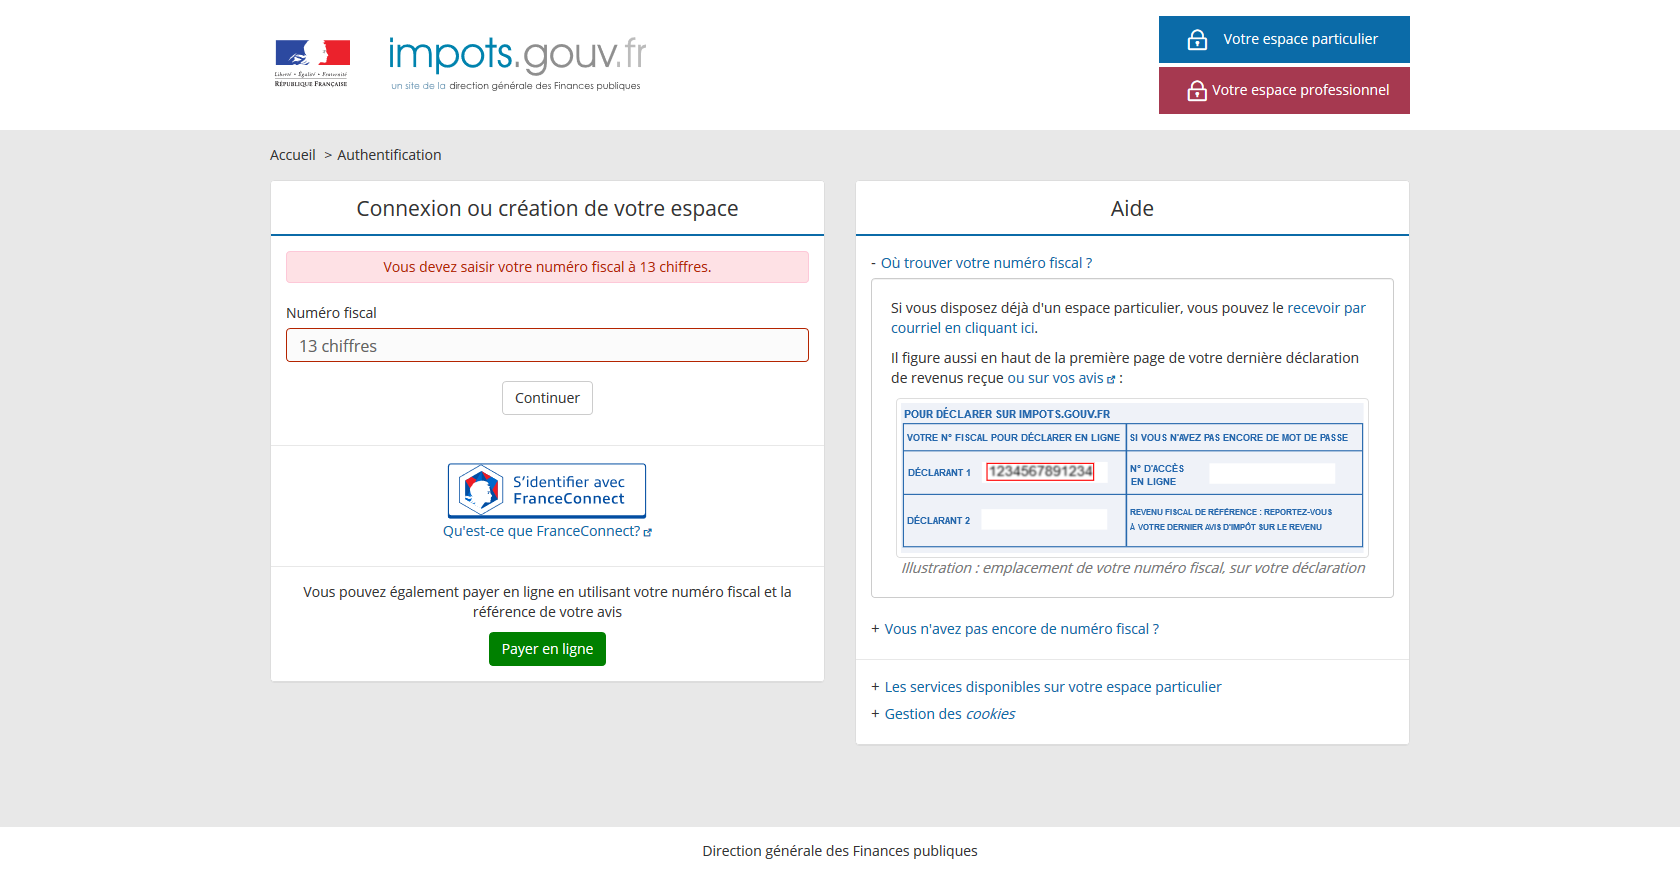 Liberté • Égalité • Fraternité
RÉPUBLIQUE FRANÇAISE
impots.gouv.fr
un site de la direction générale des Finances publiques
Votre espace particulier
Votre espace professionnel
Accueil > Authentification
Connexion ou création de votre espace
Vous devez saisir votre numéro fiscal à 13 chiffres.
Numéro fiscal
13 chiffres
Continuer
S'identifier avec
FranceConnect
Qu'est-ce que FranceConnect?
Vous pouvez également payer en ligne en utilisant votre numéro fiscal et la
référence de votre avis
Payer en ligne
Aide
- Où trouver votre numéro fiscal ?
Si vous disposez déjà d'un espace particulier, vous pouvez le recevoir par
courriel en cliquant ici.
Il figure aussi en haut de la première page de votre dernière déclaration
de revenus reçue ou sur vos avis :
POUR DÉCLARER SUR IMPOTS.GOUV.FR
VOTRE N° FISCAL POUR DÉCLARER EN LIGNE
SI VOUS N'AVEZ PAS ENCORE DE MOT DE PASSE
DÉCLARANT 1
1234567891234
N° D'ACCÈS
EN LIGNE
DÉCLARANT 2
REVENU FISCAL DE RÉFÉRENCE : REPORTEZ-VOUS
À VOTRE DERNIER AVIS D'IMPÔT SUR LE REVENU
Illustration : emplacement de votre numéro fiscal, sur votre déclaration
+ Vous n'avez pas encore de numéro fiscal ?
+ Les services disponibles sur votre espace particulier
+ Gestion des cookies
Direction générale des Finances publiques